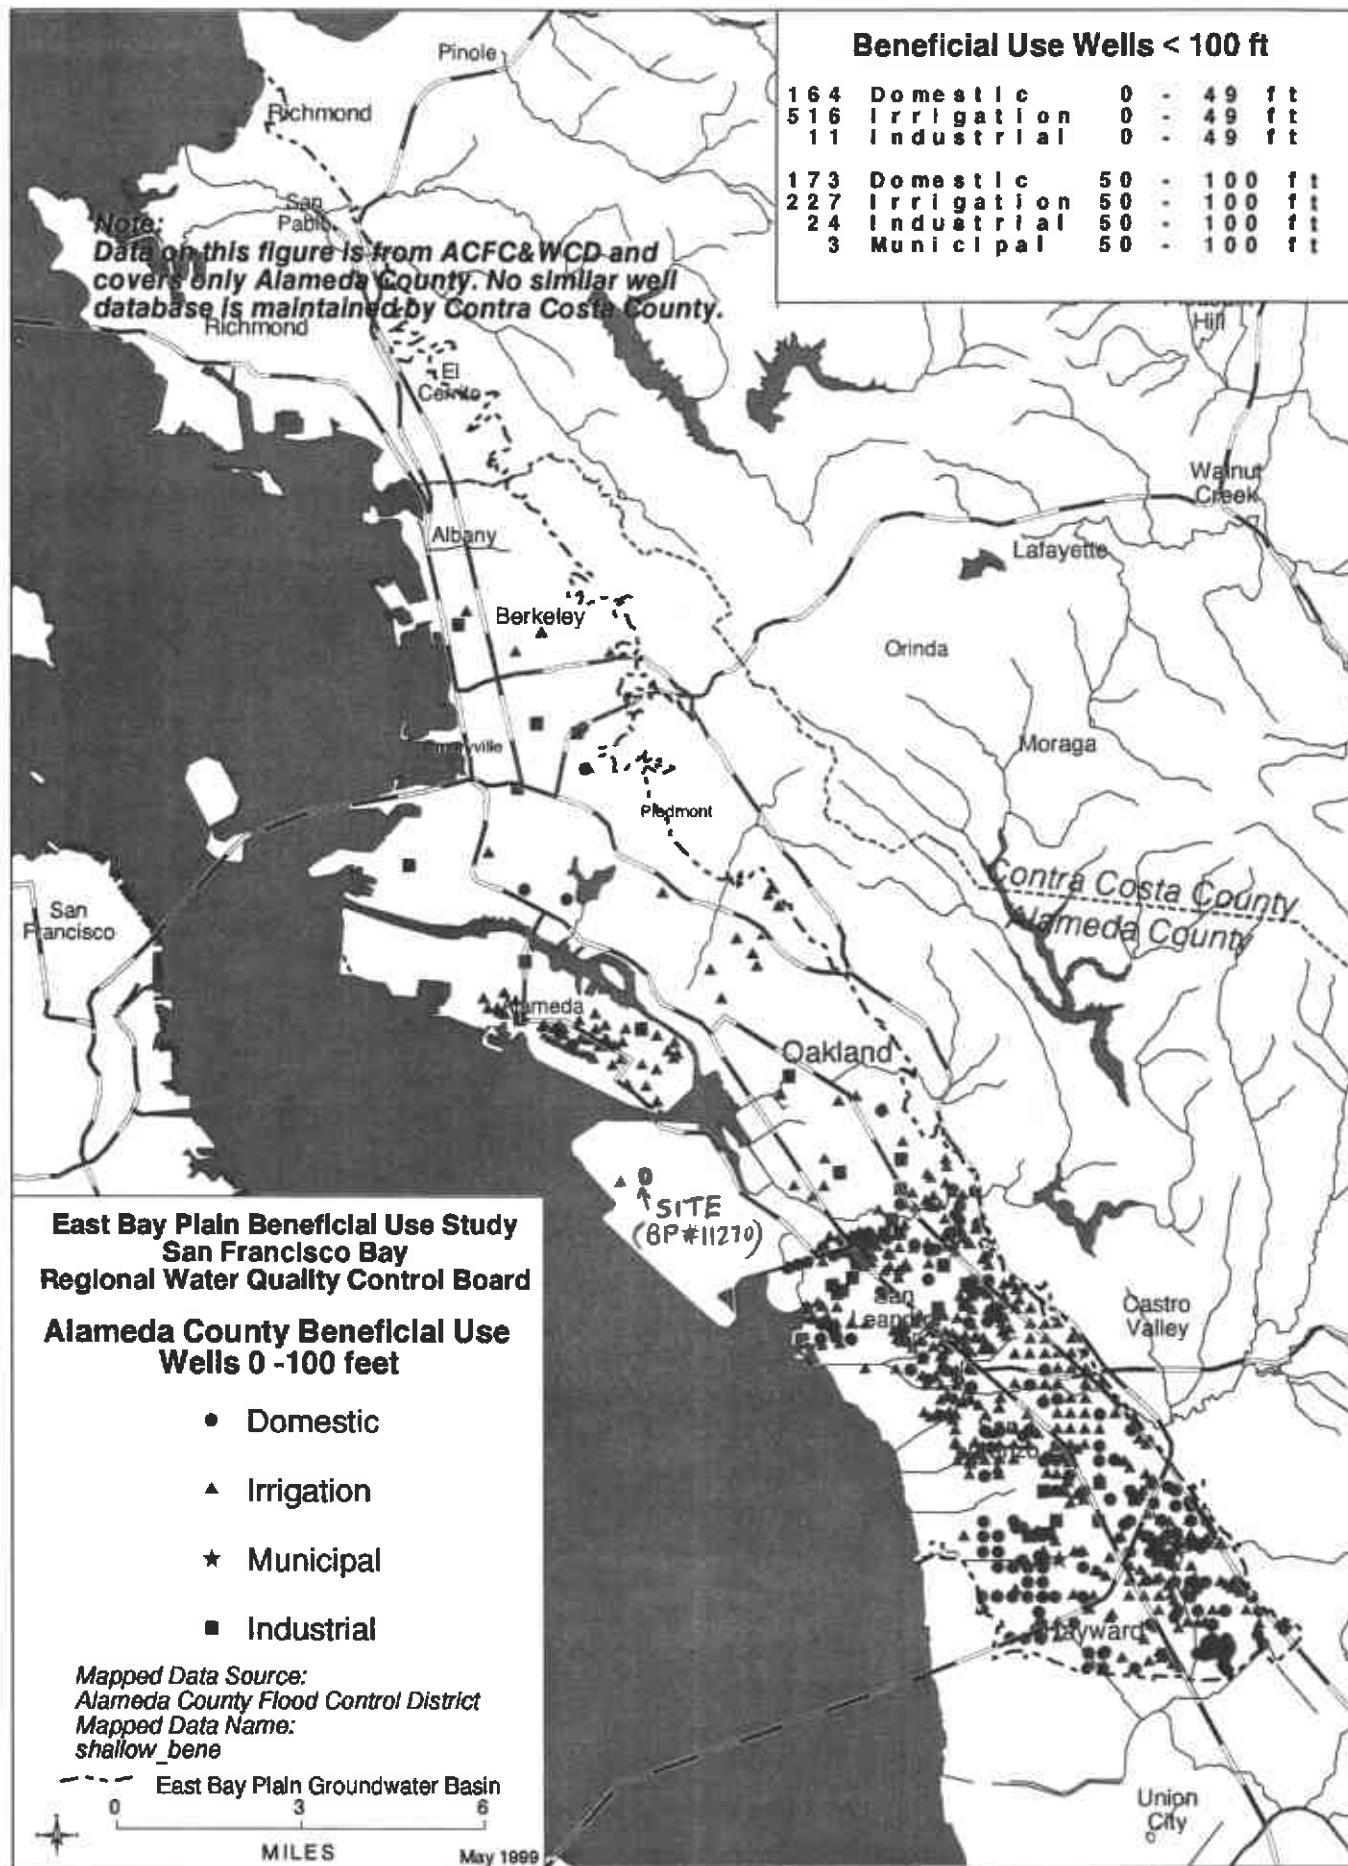 Beneficial Use Wells < 100 ft
164 Domestic 0 - 49 ft
516 Irrigation 0 - 49 ft
11 Industrial 0 - 49 ft
173 Domestic 50 - 100 ft
227 Irrigation 50 - 100 ft
24 Industrial 50 - 100 ft
3 Municipal 50 - 100 ft
Pinole
Richmond
San
Pablo
Note:
Data on this figure is from ACFC&WCD and
covers only Alameda County. No similar well
database is maintained by Contra Costa County.
Hill
Richmond
El
Cerrito
Walnut
Creek
Albany
Lafayette
Berkeley
Orinda
Moraga
Piedmont
Contra Costa County
Alameda County
San
Francisco
Alameda
Oakland
SITE
(BP#11270)
San
Leandro
Castro
Valley
Hayward
Union
City
East Bay Plain Beneficial Use Study
San Francisco Bay
Regional Water Quality Control Board
Alameda County Beneficial Use
Wells 0 -100 feet
Domestic
Irrigation
Municipal
Industrial
Mapped Data Source:
Alameda County Flood Control District
Mapped Data Name:
shallow_bene
East Bay Plain Groundwater Basin
0 3 6
MILES
May 1999